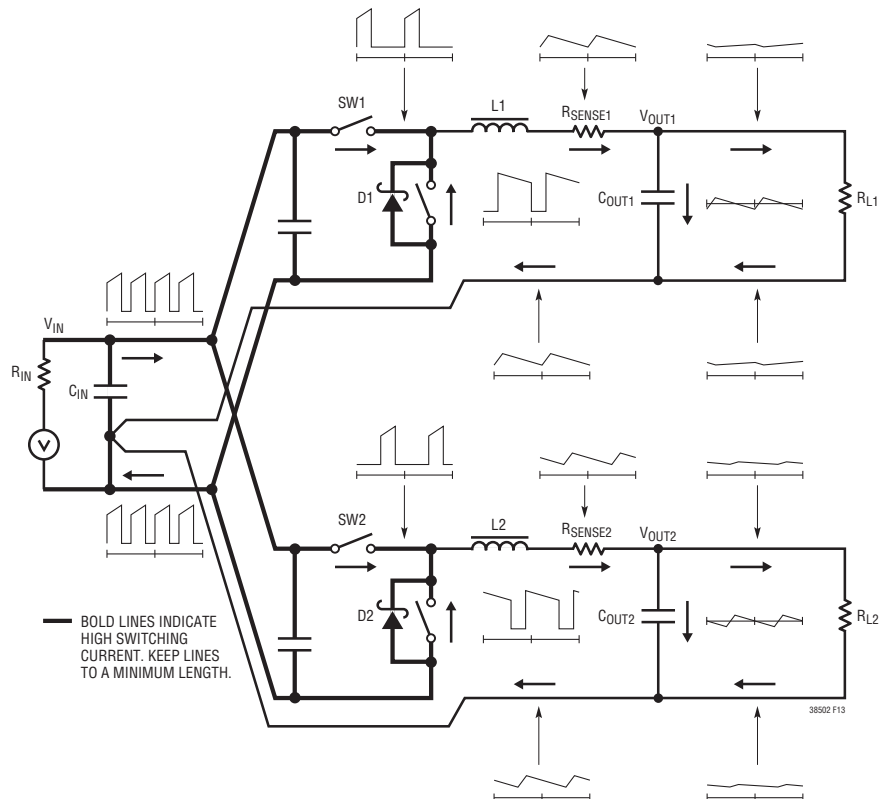 SW1
L1
RSENSE1
VOUT1
D1
COUT1
RL1
VIN
RIN
CIN
V
SW2
L2
RSENSE2
VOUT2
D2
COUT2
RL2
BOLD LINES INDICATE
HIGH SWITCHING
CURRENT. KEEP LINES
TO A MINIMUM LENGTH.
38502 F13